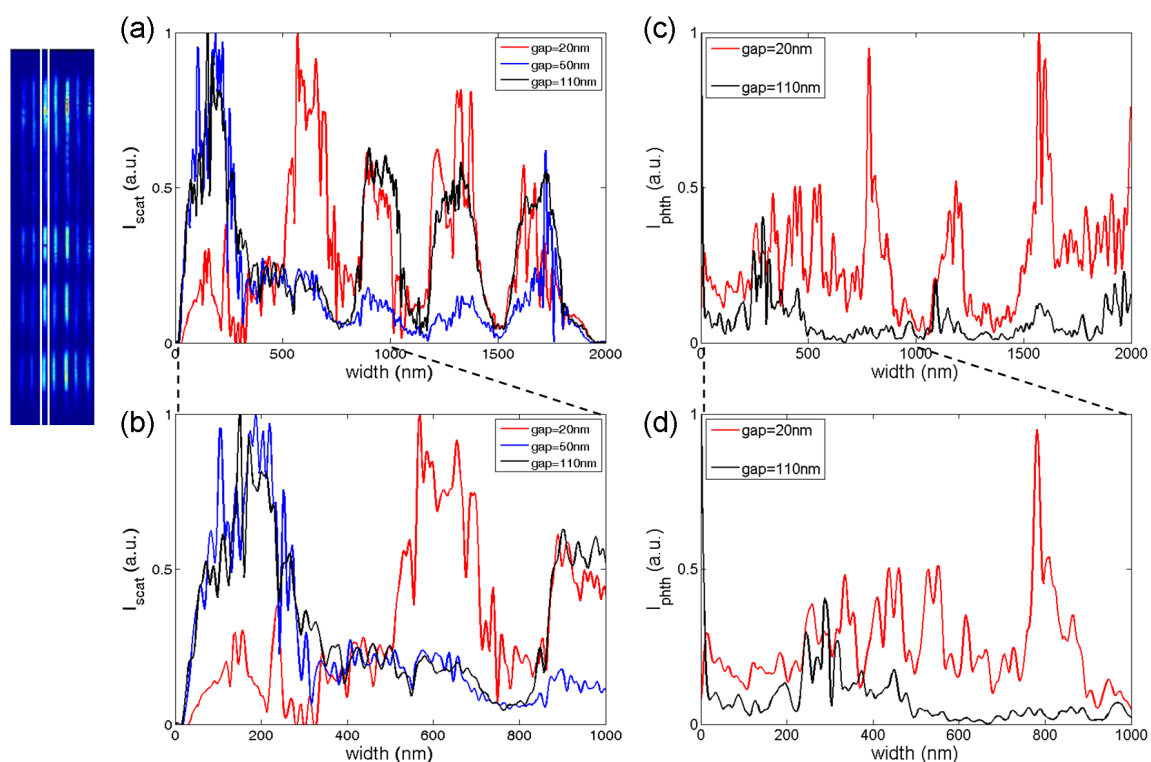 (a)
1
0.5
0
I_scat (a.u.)
gap=20nm
gap=50nm
gap=110nm
0
500
1000
1500
2000
width (nm)
(c)
1
0.5
0
I_phth (a.u.)
gap=20nm
gap=110nm
0
500
1000
1500
2000
width (nm)
(b)
1
0.5
0
I_scat (a.u.)
gap=20nm
gap=50nm
gap=110nm
0
200
400
600
800
1000
width (nm)
(d)
1
0.5
0
I_phth (a.u.)
gap=20nm
gap=110nm
0
200
400
600
800
1000
width (nm)